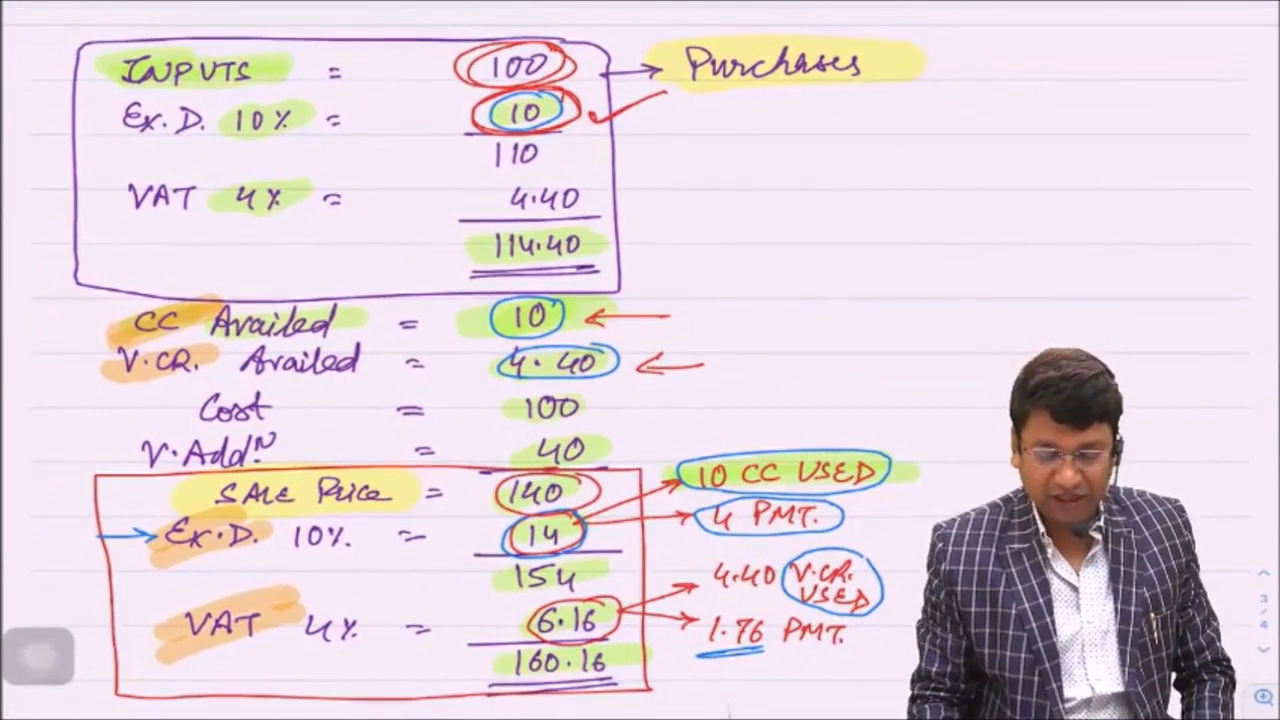 INPUTS = 100 → Purchases
Ex.D. 10% = 10
110
VAT 4% = 4.40
114.40
CC Availed = 10
V.CR. Availed = 4.40
Cost = 100
V.Addn = 40
10 CC USED
SALE Price = 140
4 PMT.
Ex.D. 10%. = 14
154
4.40 V.CR. USED
VAT 4% = 6.16
1.76 PMT.
160.16
3/4